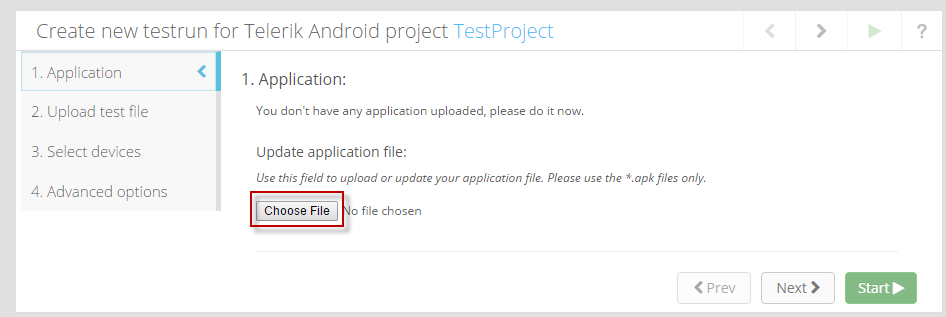 Create new testrun for Telerik Android project TestProject
?
1. Application
2. Upload test file
3. Select devices
4. Advanced options
1. Application:
You don't have any application uploaded, please do it now.
Update application file:
Use this field to upload or update your application file. Please use the *.apk files only.
Choose File No file chosen
Prev Next Start